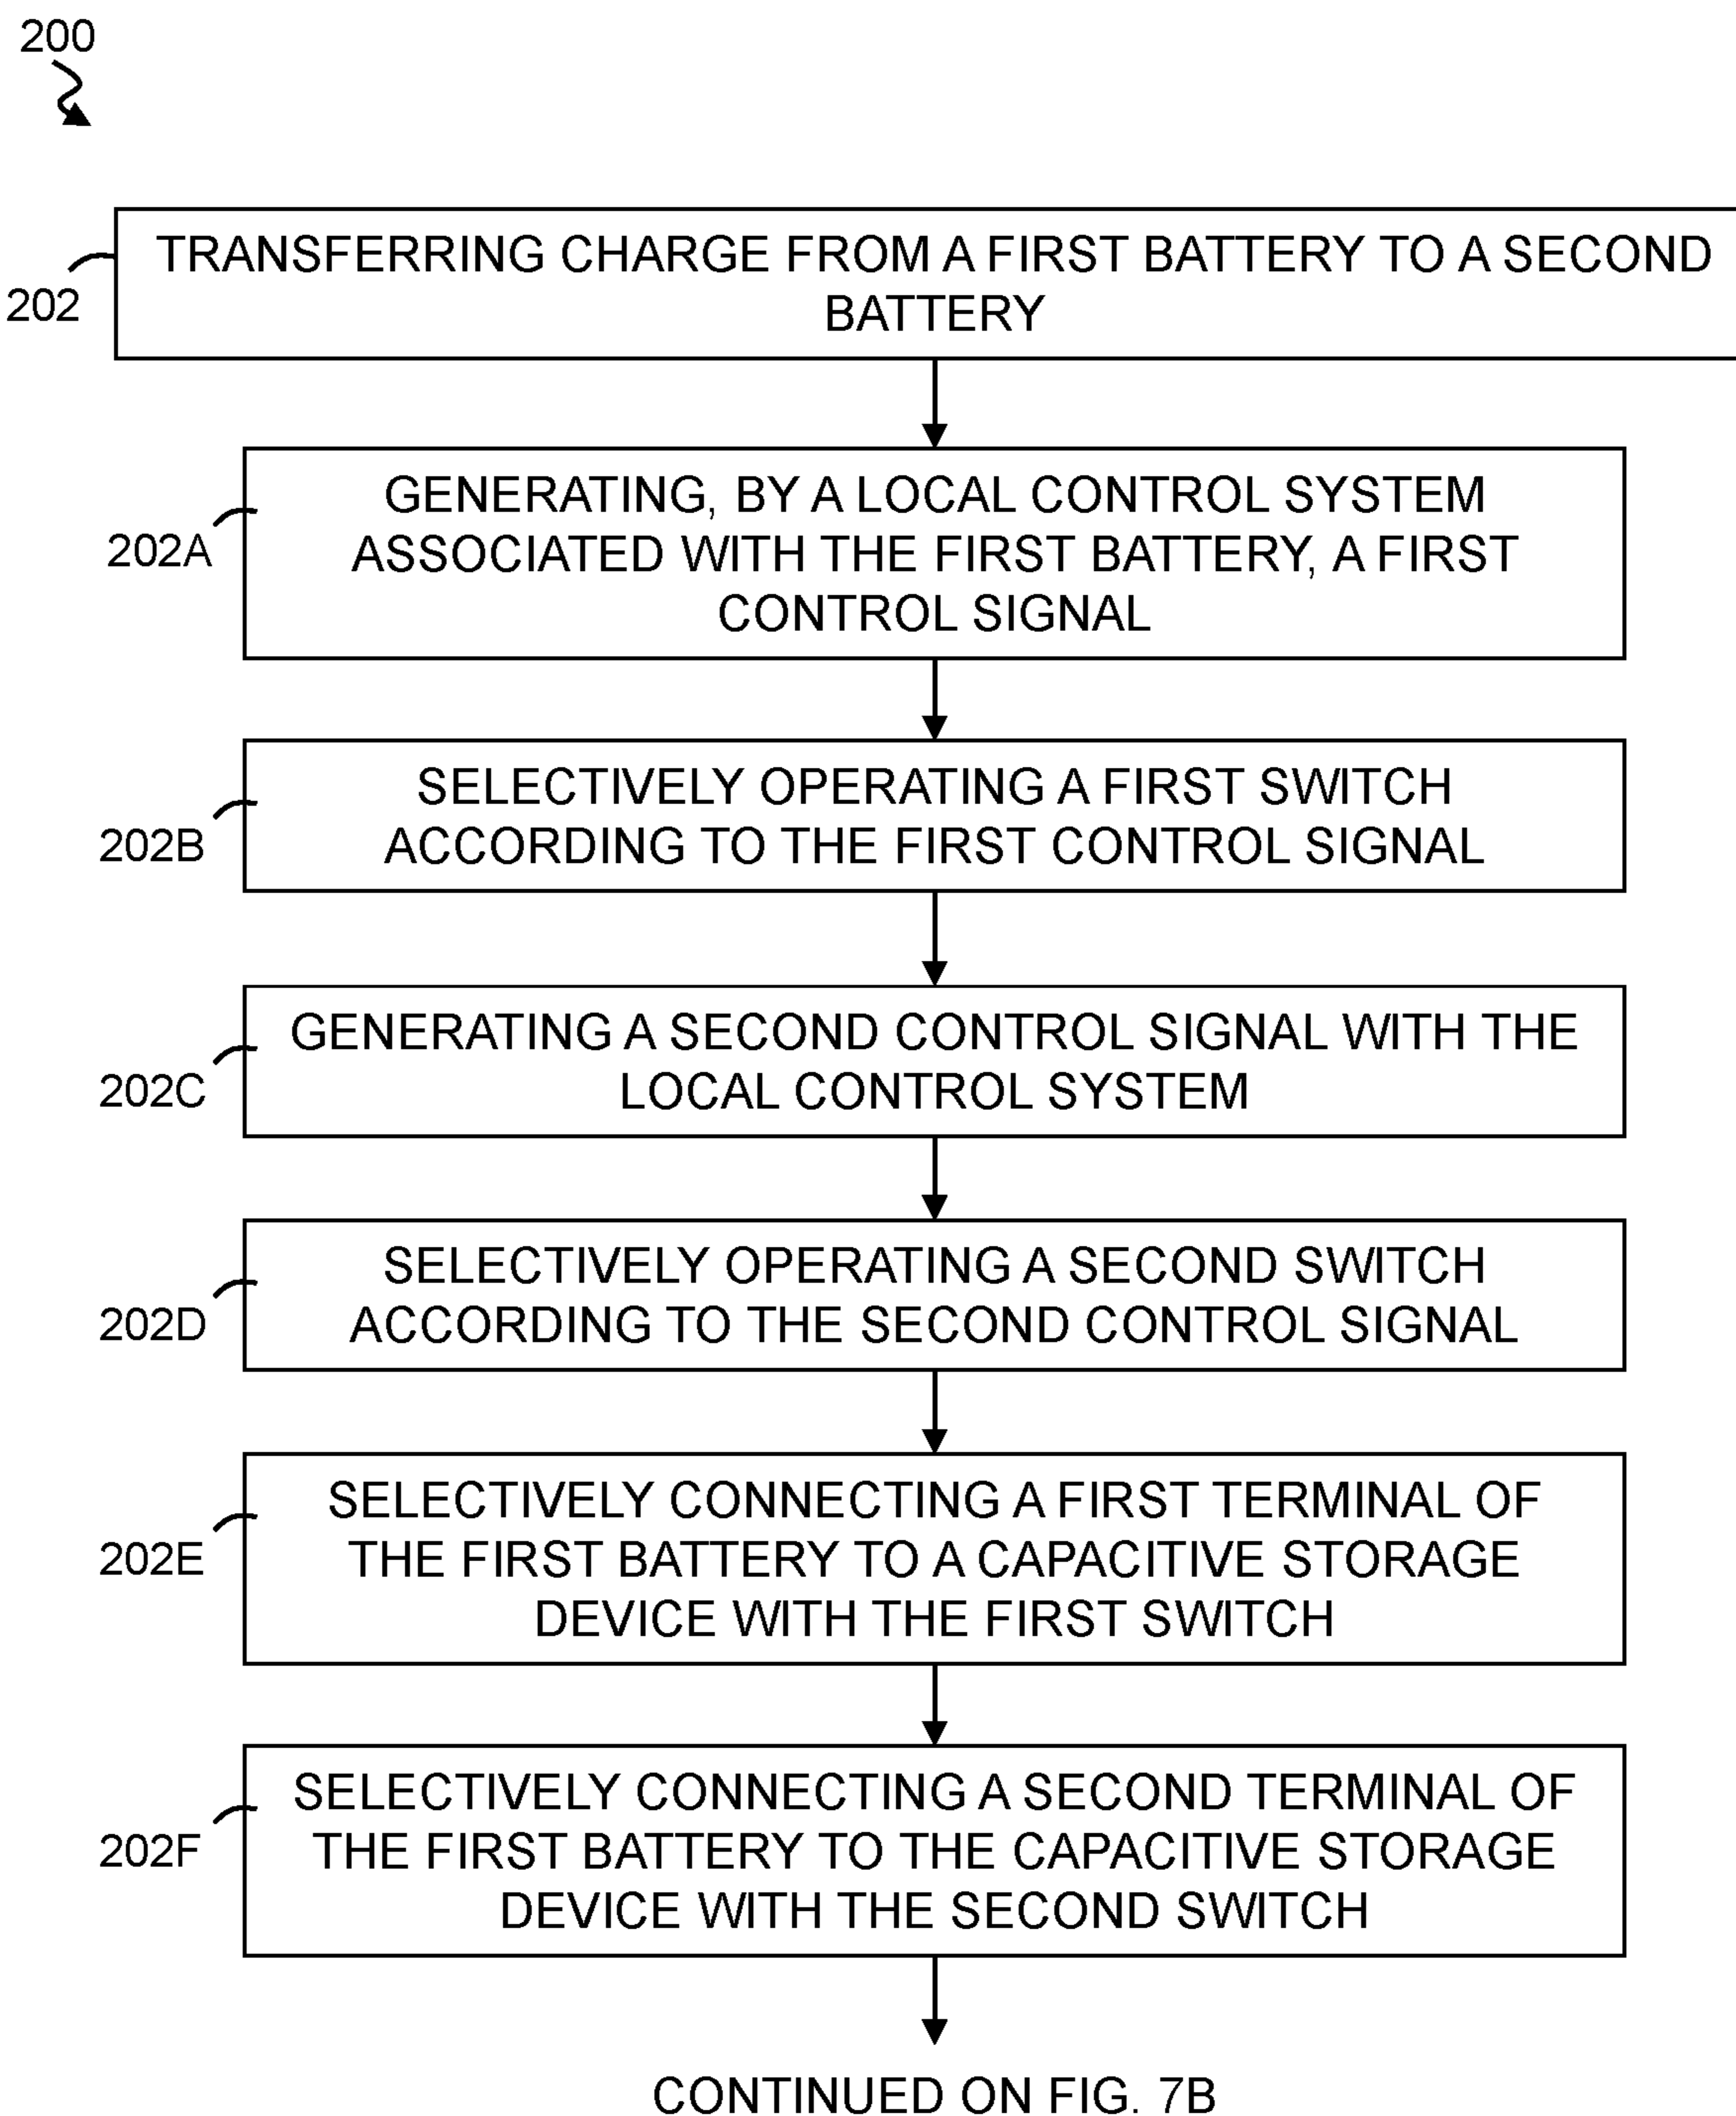 200
TRANSFERRING CHARGE FROM A FIRST BATTERY TO A SECOND
BATTERY
202
GENERATING, BY A LOCAL CONTROL SYSTEM
ASSOCIATED WITH THE FIRST BATTERY, A FIRST
CONTROL SIGNAL
202A
SELECTIVELY OPERATING A FIRST SWITCH
ACCORDING TO THE FIRST CONTROL SIGNAL
202B
GENERATING A SECOND CONTROL SIGNAL WITH THE
LOCAL CONTROL SYSTEM
202C
SELECTIVELY OPERATING A SECOND SWITCH
ACCORDING TO THE SECOND CONTROL SIGNAL
202D
SELECTIVELY CONNECTING A FIRST TERMINAL OF
THE FIRST BATTERY TO A CAPACITIVE STORAGE
DEVICE WITH THE FIRST SWITCH
202E
SELECTIVELY CONNECTING A SECOND TERMINAL OF
THE FIRST BATTERY TO THE CAPACITIVE STORAGE
DEVICE WITH THE SECOND SWITCH
202F
CONTINUED ON FIG. 7B